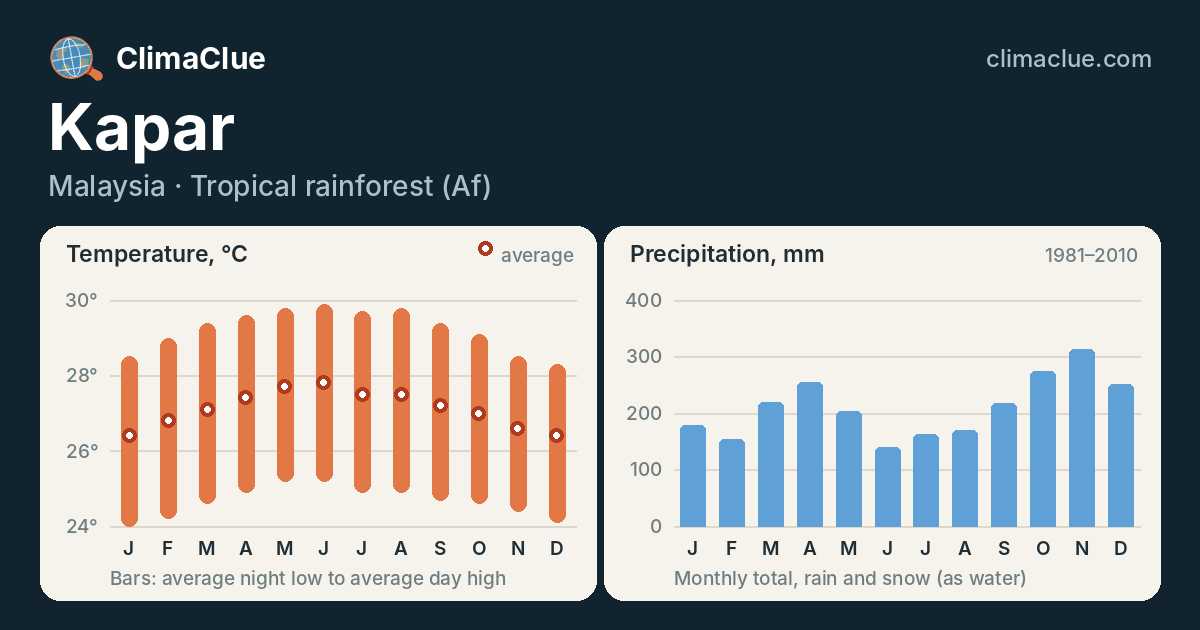 ClimaClue
climaclue.com
Kapar
Malaysia · Tropical rainforest (Af)
Temperature, °C
average
30°
28°
26°
24°
J F M A M J J A S O N D
Bars: average night low to average day high
Precipitation, mm
1981–2010
400
300
200
100
0
J F M A M J J A S O N D
Monthly total, rain and snow (as water)